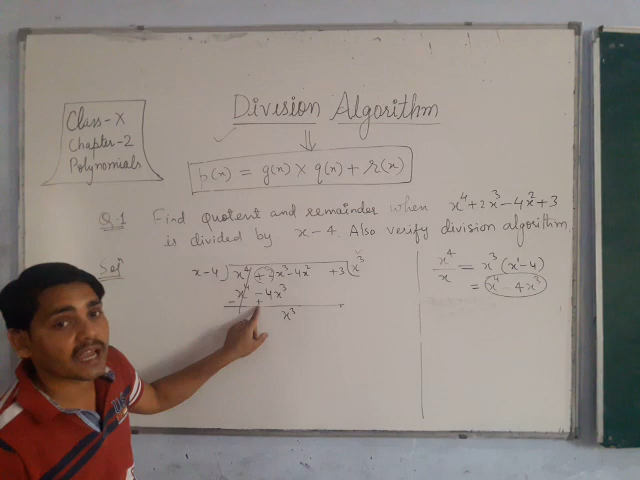 Class-X
Chapter-2
Polynomials
Division Algorithm
⇓
p(x) = g(x) × q(x) + r(x)
Q.1 Find quotent and remainder when x⁴+2x³-4x²+3
is divided by x-4. Also verify division algorithm.
Sol
x-4) x⁴+2x³-4x² +3 (x³
x⁴-4x³
- +
x³
x⁴/x = x³ (x-4)
= x⁴-4x³